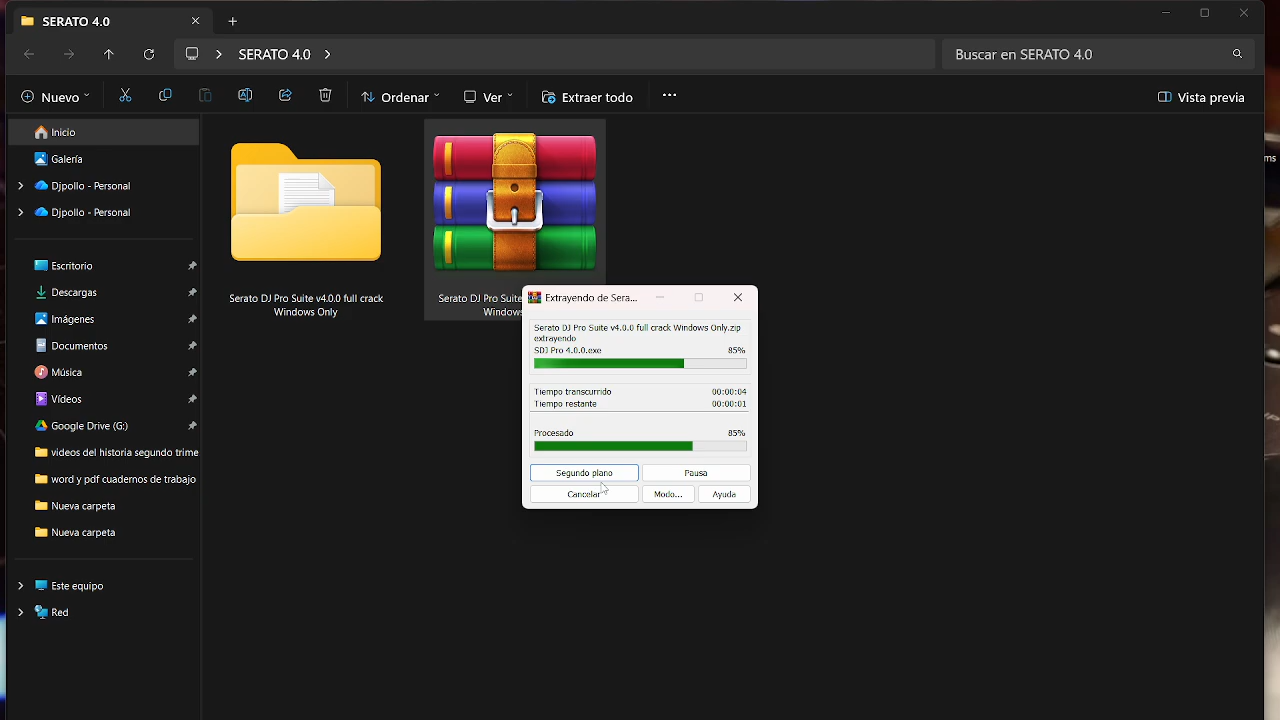 SERATO 4.0
SERATO 4.0
Buscar en SERATO 4.0
Nuevo
Ordenar
Ver
Extraer todo
Vista previa
Inicio
Galería
Djpollo - Personal
Djpollo - Personal
Escritorio
Descargas
Imágenes
Documentos
Música
Vídeos
Google Drive (G:)
videos del historia segundo trime
word y pdf cuadernos de trabajo
Nueva carpeta
Nueva carpeta
Este equipo
Red
Serato DJ Pro Suite v4.0.0 full crack
Windows Only
Serato DJ Pro Suite
Windows
ms
Extrayendo de Sera...
Serato DJ Pro Suite v4.0.0 full crack Windows Only.zip
extrayendo
SDJ Pro 4.0.0.exe 85%
Tiempo transcurrido 00:00:04
Tiempo restante 00:00:01
Procesado 85%
Segundo plano
Pausa
Cancelar
Modo...
Ayuda